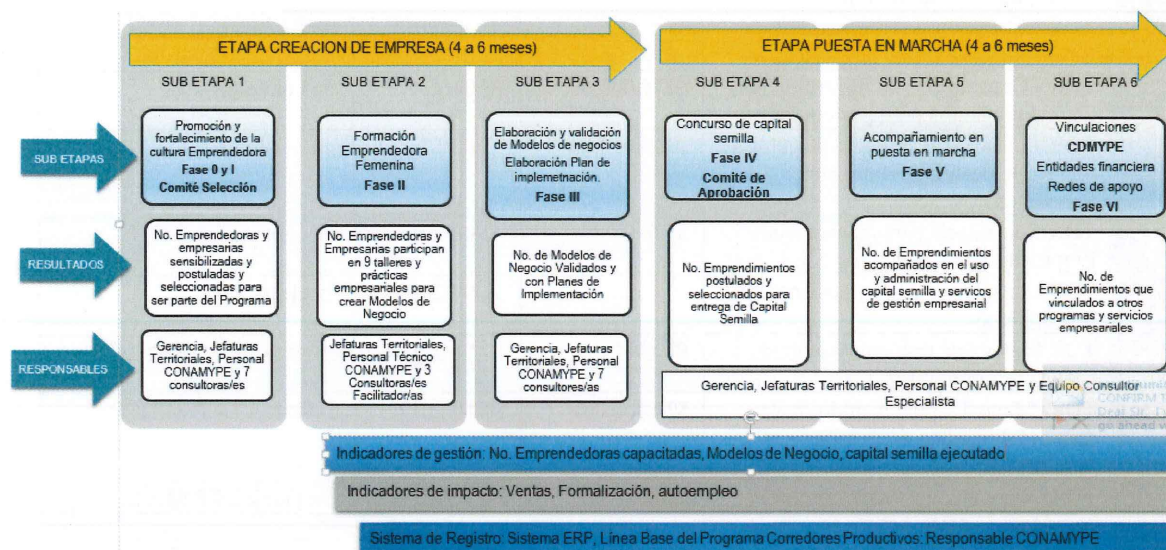 ETAPA CREACION DE EMPRESA (4 a 6 meses)
ETAPA PUESTA EN MARCHA (4 a 6 meses)
SUB ETAPA 1
SUB ETAPA 2
SUB ETAPA 3
SUB ETAPA 4
SUB ETAPA 5
SUB ETAPA 6
SUB ETAPAS
Promoción y
fortalecimiento de la
cultura Emprendedora
Fase 0 y I
Comité Selección
Formación
Emprendedora
Femenina
Fase II
Elaboración y validación
de Modelos de negocios
Elaboración Plan de
implemetnación.
Fase III
Concurso de capital
semilla
Fase IV
Comité de
Aprobación
Acompañamiento en
puesta en marcha
Fase V
Vinculaciones
CDMYPE
Entidades financiera
Redes de apoyo
Fase VI
RESULTADOS
No. Emprendedoras y
empresarias
sensibilizadas y
postuladas y
seleccionadas para
ser parte del Programa
No. Emprendedoras y
Empresarias participan
en 9 talleres y
prácticas
empresariales para
crear Modelos de
Negocio
No. de Modelos de
Negocio Validados y
con Planes de
Implementación
No. Emprendimientos
postulados y
seleccionados para
entrega de Capital
Semilla
No. de Emprendimientos
acompañados en el uso
y administración del
capital semilla y servicos
de gestión empresarial
No. de
Emprendimientos que
vinculados a otros
programas y servicios
empresariales
RESPONSABLES
Gerencia, Jefaturas
Territoriales, Personal
CONAMYPE y 7
consultoras/es
Jefaturas Territoriales,
Personal Técnico
CONAMYPE y 3
Consultoras/es
Facilitador/as
Gerencia, Jefaturas
Territoriales, Personal
CONAMYPE y 7
consultores/as
Gerencia, Jefaturas Territoriales, Personal CONAMYPE y Equipo Consultor
Especialista
CONFIRM T
Deal Sir,
go ahead w
Indicadores de gestión: No. Emprendedoras capacitadas, Modelos de Negocio, capital semilla ejecutado
Indicadores de impacto: Ventas, Formalización, autoempleo
Sistema de Registro: Sistema ERP, Línea Base del Programa Corredores Productivos: Responsable CONAMYPE